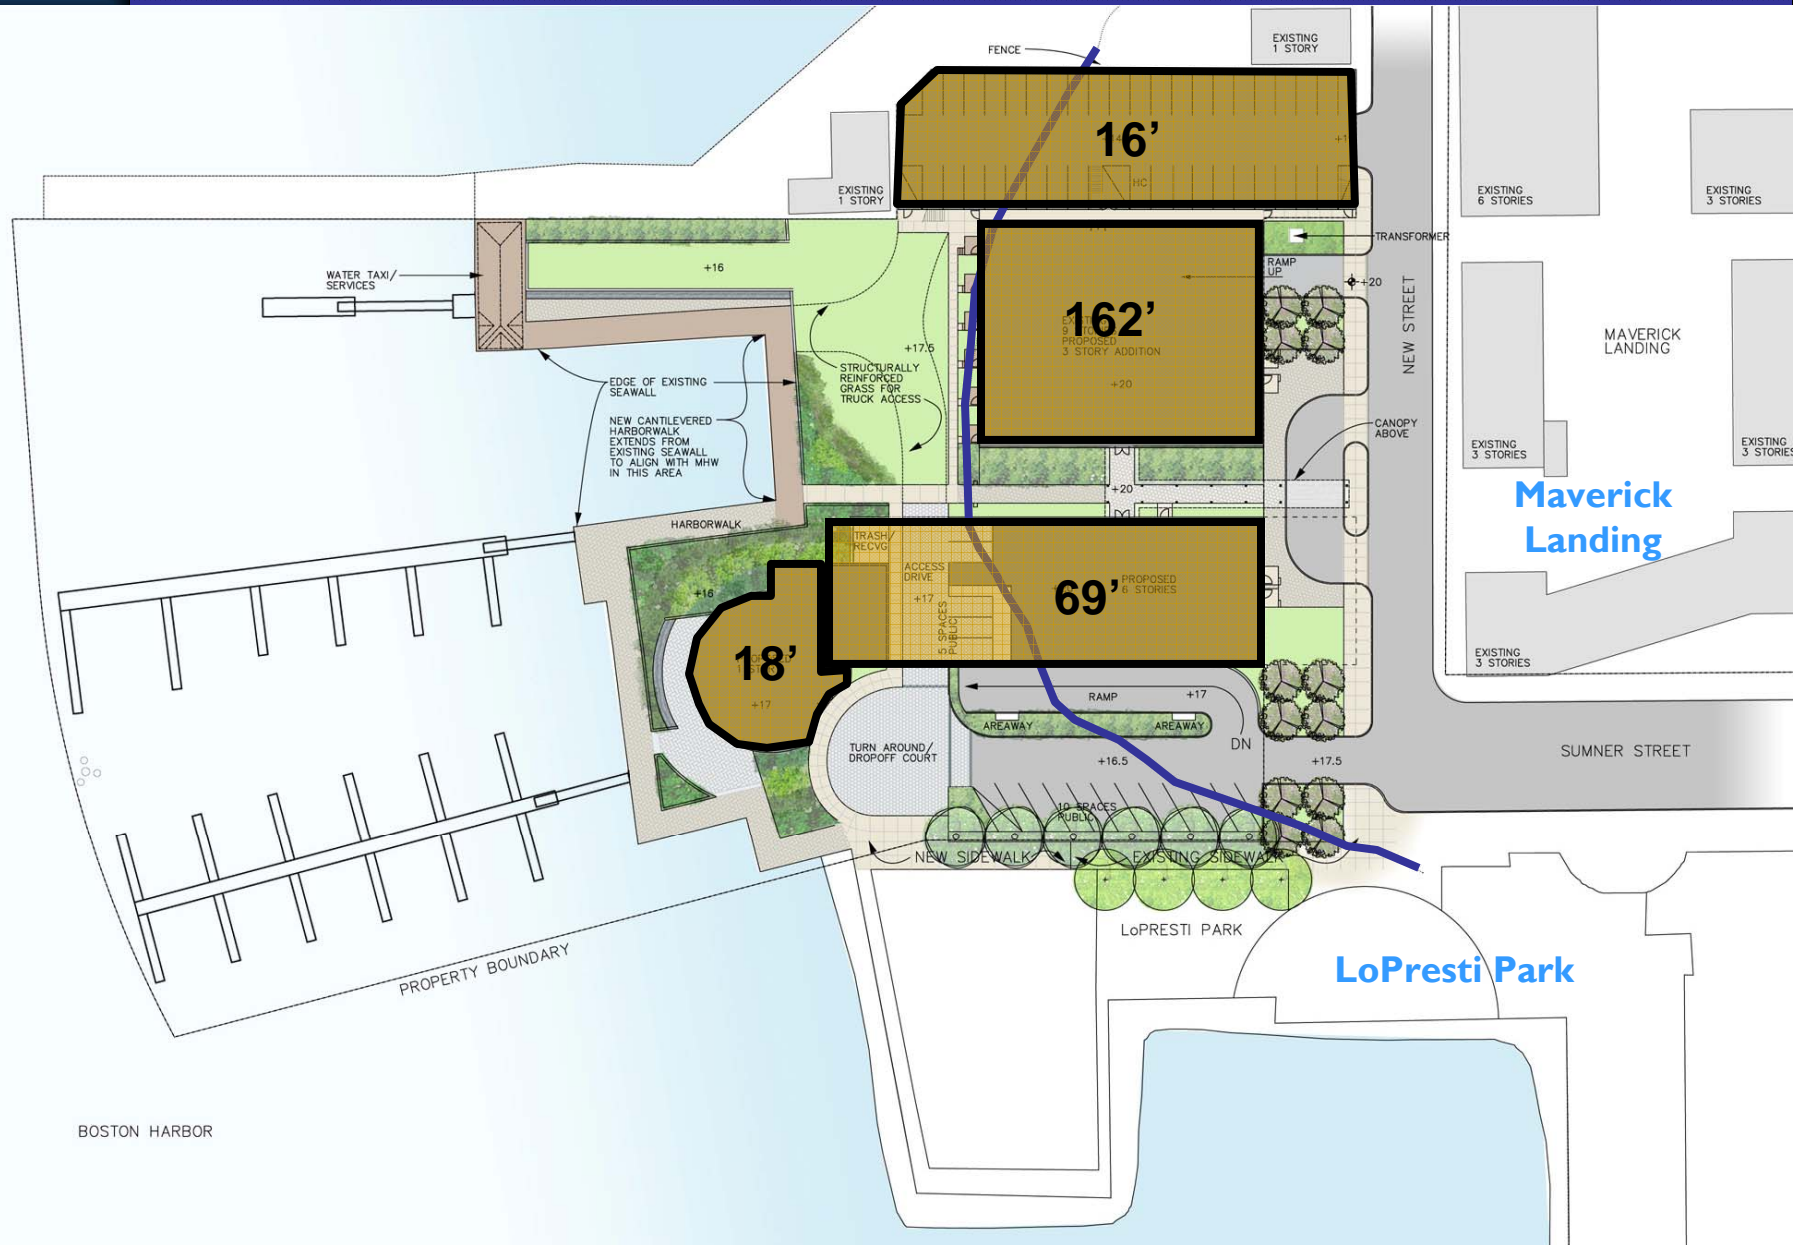 EXISTING
1 STORY
FENCE
16'
HC
EXISTING
1 STORY
EXISTING
6 STORIES
EXISTING
3 STORIES
TRANSFORMER
WATER TAXI/
SERVICES
+16
RAMP
UP
+20
NEW STREET
162'
PROPOSED
3 STORY ADDITION
+20
+17.5
MAVERICK
LANDING
STRUCTURALLY
REINFORCED
GRASS FOR
TRUCK ACCESS
EDGE OF EXISTING
SEAWALL
NEW CANTILEVERED
HARBORWALK
EXTENDS FROM
EXISTING SEAWALL
TO ALIGN WITH MHW
IN THIS AREA
CANOPY
ABOVE
EXISTING
3 STORIES
EXISTING
3 STORIES
+20
Maverick
Landing
HARBORWALK
TRASH/
RECVG
ACCESS
DRIVE
+17
5 SPACES
PUBLIC
69'
PROPOSED
6 STORIES
+16
18'
+17
EXISTING
3 STORIES
RAMP
+17
AREAWAY
AREAWAY
DN
TURN AROUND/
DROPOFF COURT
+16.5
+17.5
SUMNER STREET
10 SPACES
PUBLIC
NEW SIDEWALK
EXISTING SIDEWALK
LoPRESTI PARK
LoPresti Park
PROPERTY BOUNDARY
BOSTON HARBOR